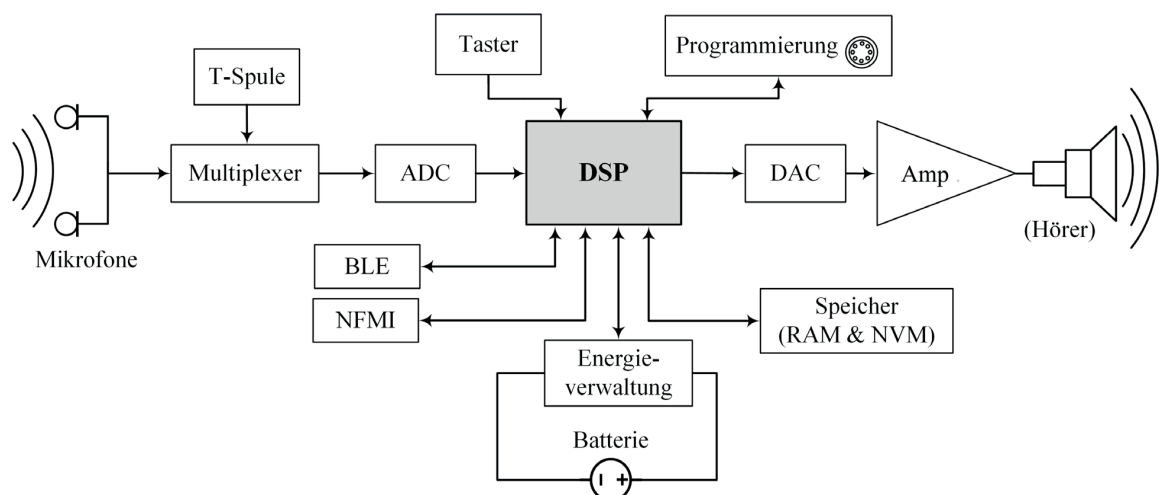 Taster
Programmierung
T-Spule
Multiplexer
ADC
DSP
DAC
Amp
(Hörer)
Mikrofone
BLE
NFMI
Speicher
(RAM & NVM)
Energie-
verwaltung
Batterie